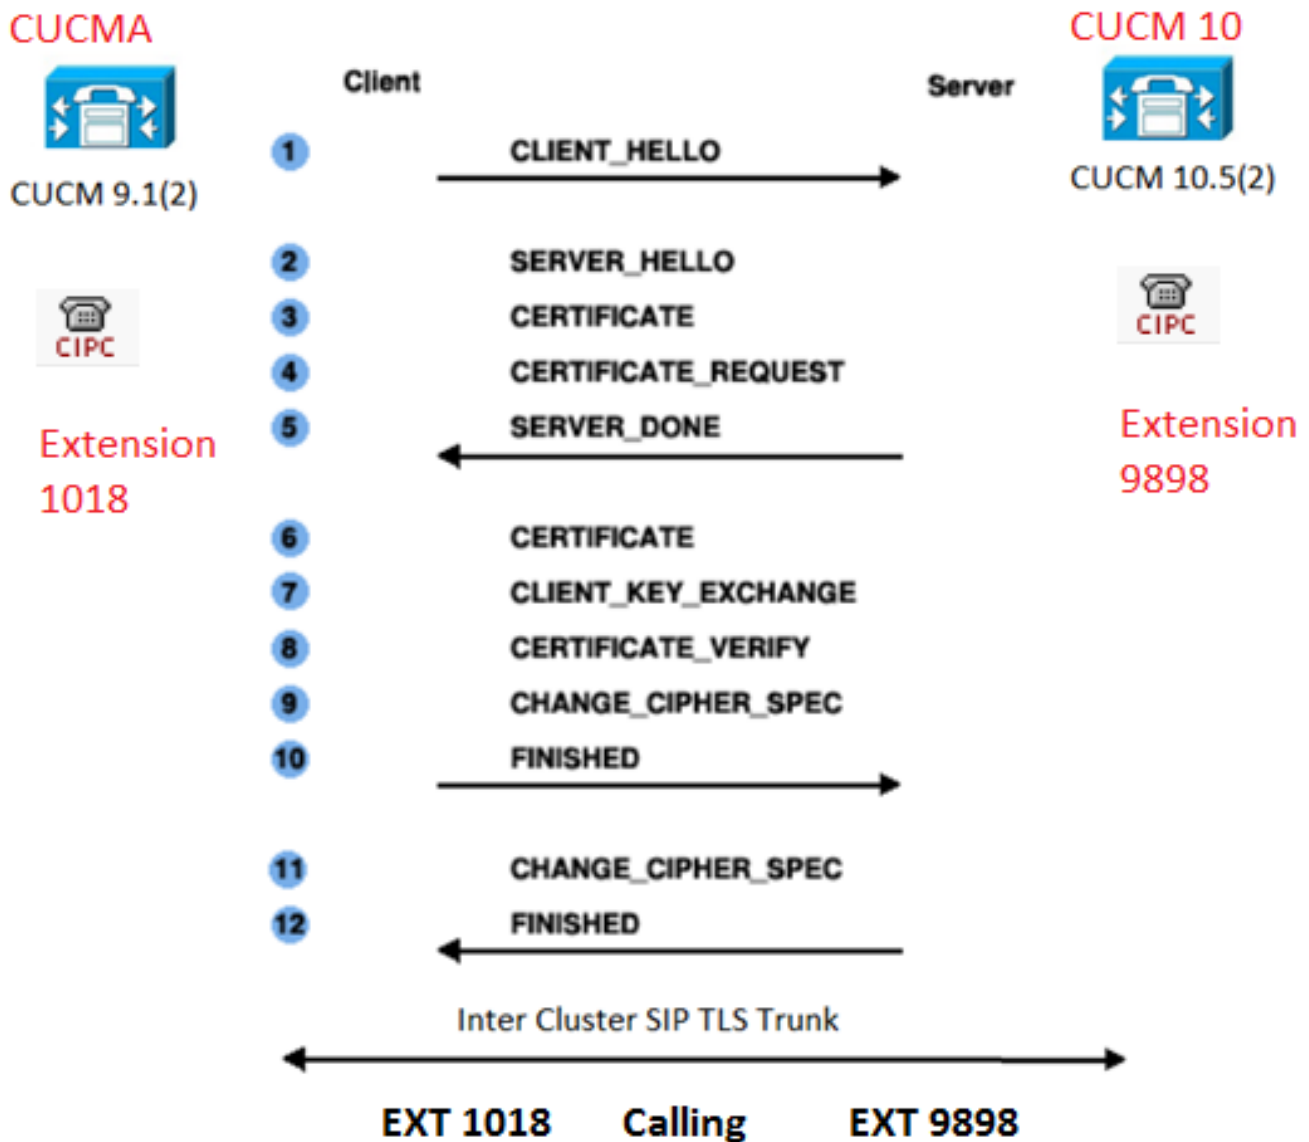 CUCMA
CUCM 10
Client
Server
1 CLIENT_HELLO
CUCM 9.1(2)
CUCM 10.5(2)
2 SERVER_HELLO
3 CERTIFICATE
CIPC
CIPC
4 CERTIFICATE_REQUEST
5 SERVER_DONE
Extension
1018
Extension
9898
6 CERTIFICATE
7 CLIENT_KEY_EXCHANGE
8 CERTIFICATE_VERIFY
9 CHANGE_CIPHER_SPEC
10 FINISHED
11 CHANGE_CIPHER_SPEC
12 FINISHED
Inter Cluster SIP TLS Trunk
EXT 1018 Calling EXT 9898